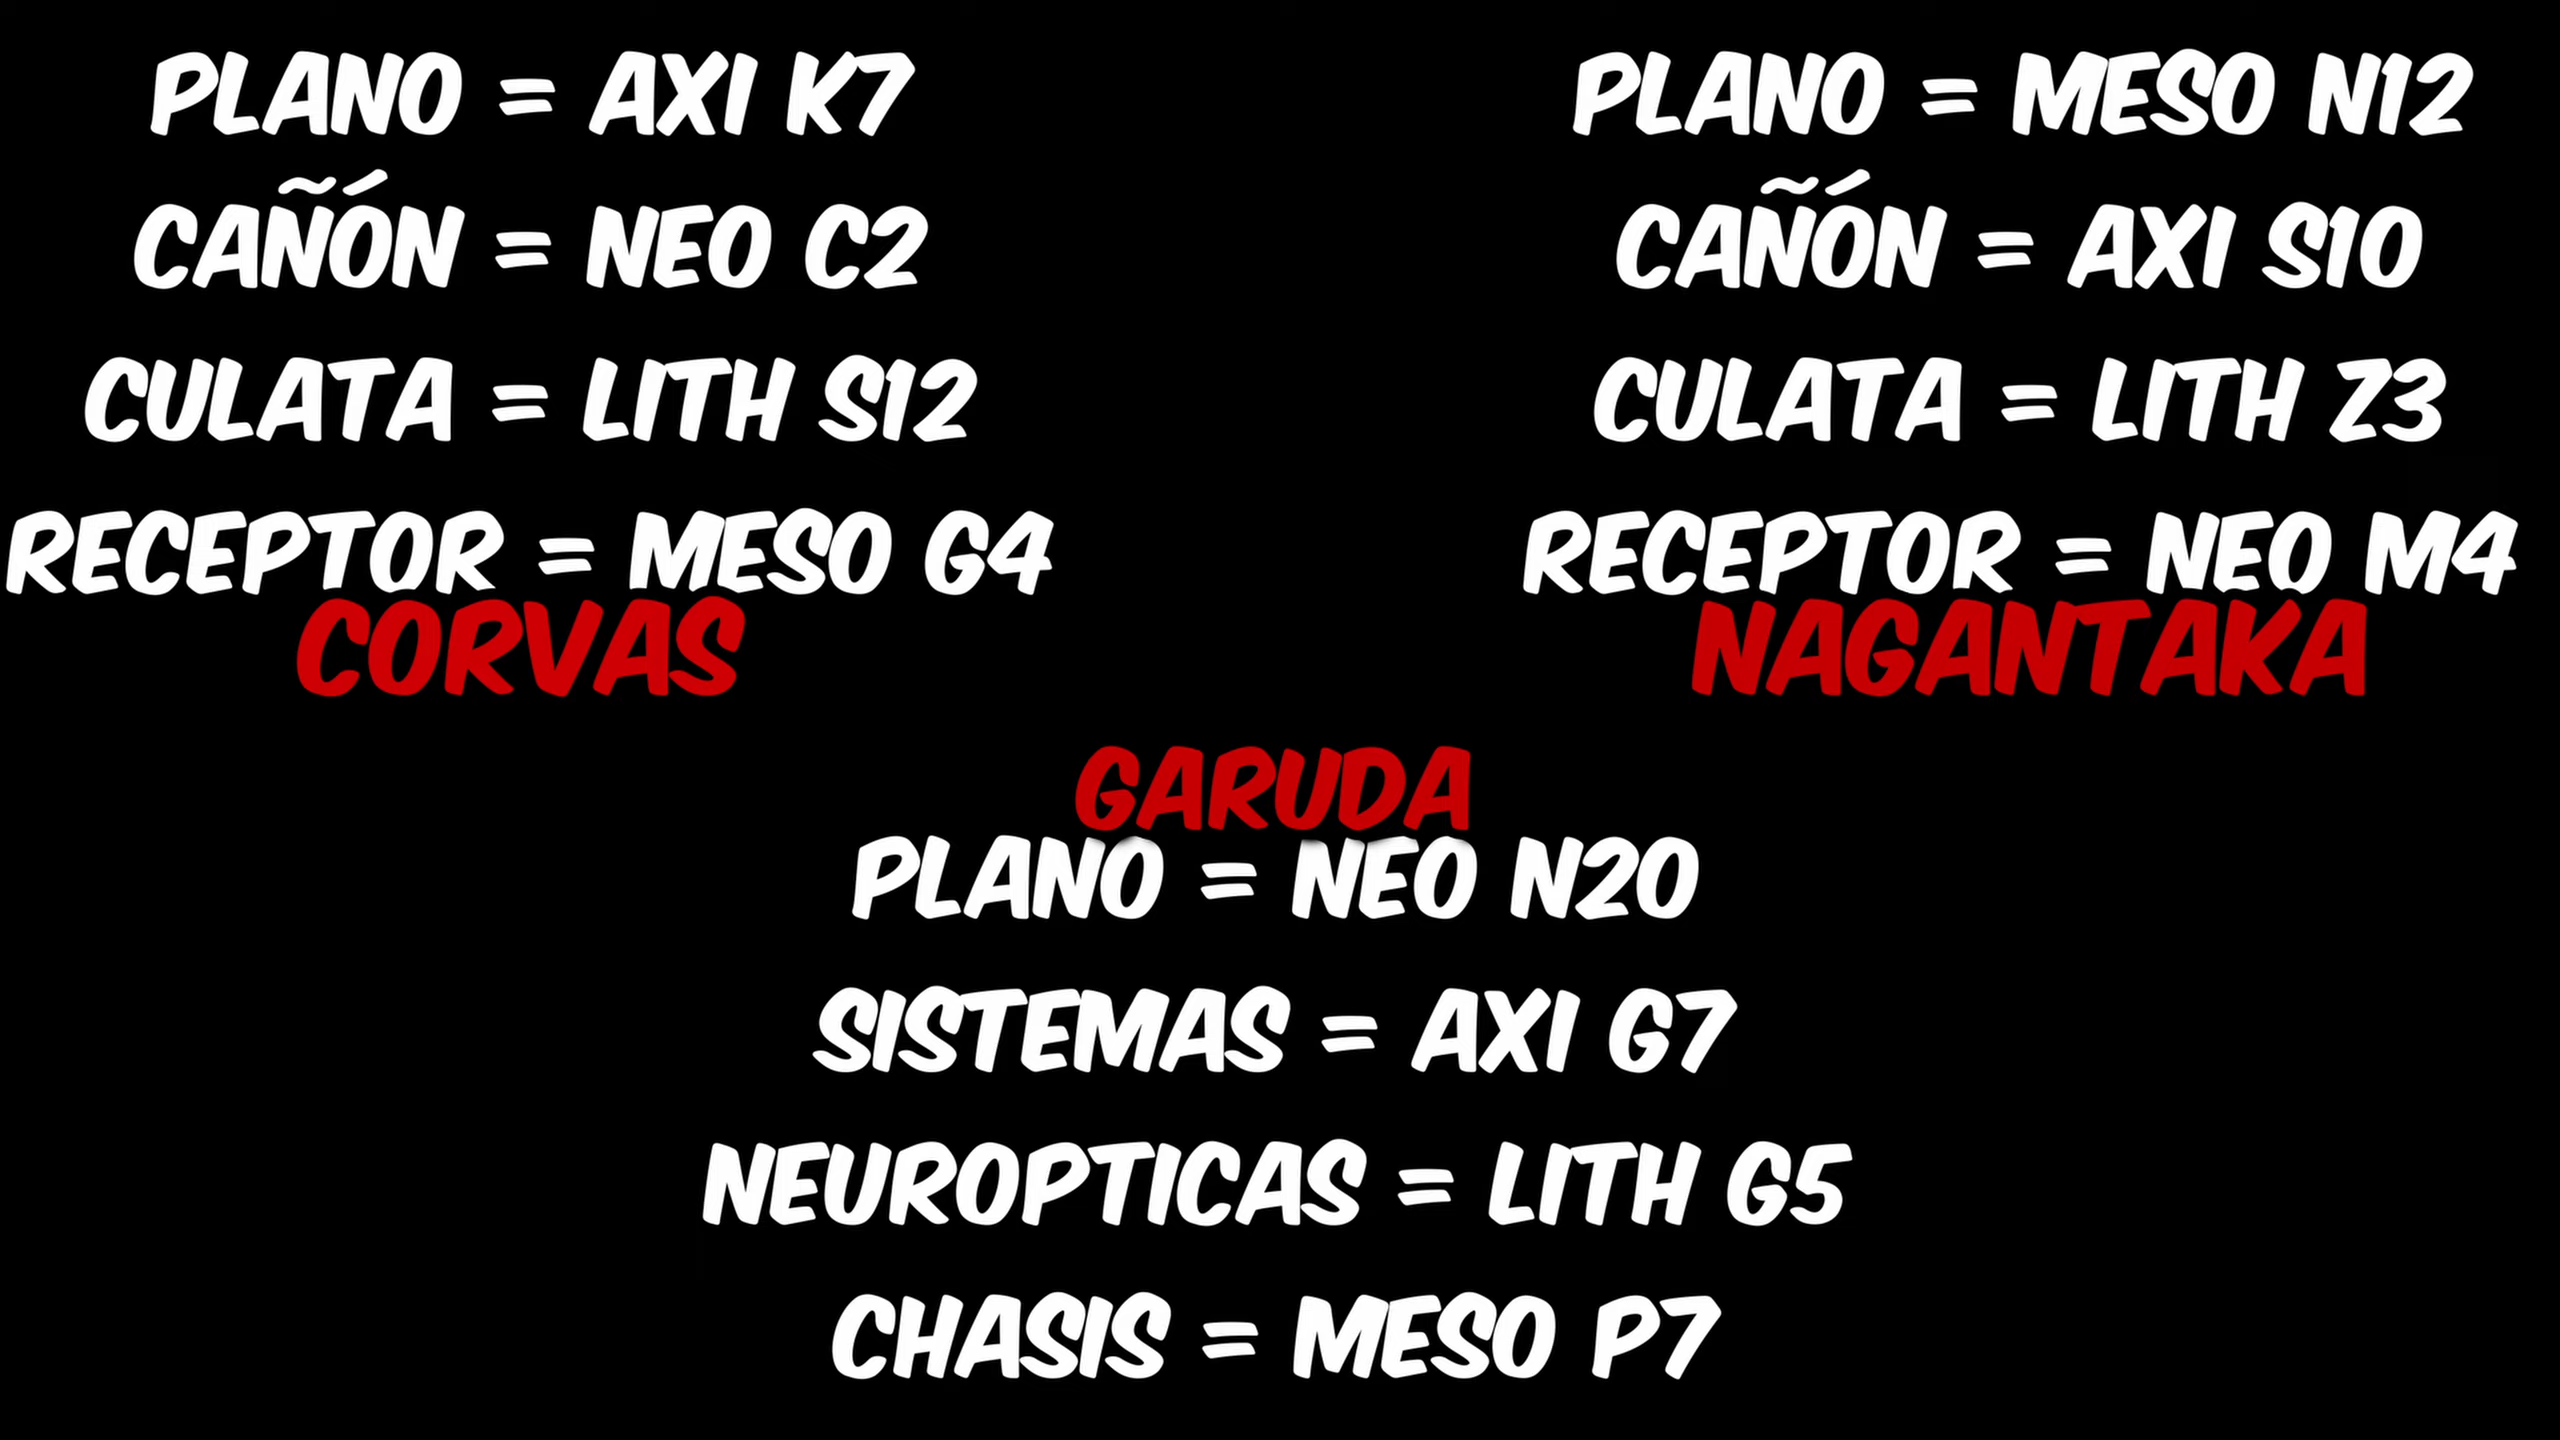 PLANO = AXI K7
CAÑÓN = NEO C2
CULATA = LITH S12
RECEPTOR = MESO G4
CORVAS
PLANO = MESO N12
CAÑÓN = AXI S10
CULATA = LITH Z3
RECEPTOR = NEO M4
NAGANTAKA
GARUDA
PLANO = NEO N20
SISTEMAS = AXI G7
NEUROPTICAS = LITH G5
CHASIS = MESO P7